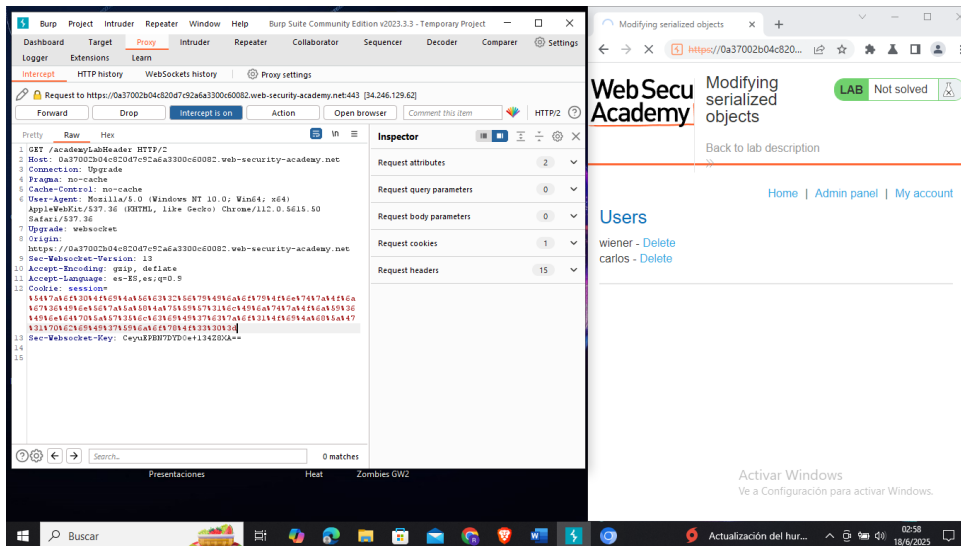 Burp Project Intruder Repeater Window Help Burp Suite Community Edition v2023.3.3 - Temporary Project
Dashboard Target Proxy Intruder Repeater Collaborator Sequencer Decoder Comparer Settings
Logger Extensions Learn
Intercept HTTP history WebSockets history Proxy settings
Request to https://0a37002b04c820d7c92a6a3300c60082.web-security-academy.net:443 [34.246.129.62]
Forward Drop Intercept is on Action Open browser Comment this item HTTP/2 ?
Pretty Raw Hex \n
1 GET /academyLabHeader HTTP/2
2 Host: 0a37002b04c820d7c92a6a3300c60082.web-security-academy.net
3 Connection: Upgrade
4 Pragma: no-cache
5 Cache-Control: no-cache
6 User-Agent: Mozilla/5.0 (Windows NT 10.0; Win64; x64)
AppleWebKit/537.36 (KHTML, like Gecko) Chrome/112.0.5615.50
Safari/537.36
7 Upgrade: websocket
8 Origin:
https://0a37002b04c820d7c92a6a3300c60082.web-security-academy.net
9 Sec-Websocket-Version: 13
10 Accept-Encoding: gzip, deflate
11 Accept-Language: es-ES,es;q=0.9
12 Cookie: session=
13 Sec-Websocket-Key:
14
15
Inspector
Request attributes 2
Request query parameters 0
Request body parameters 0
Request cookies 1
Request headers 15
? Search... 0 matches
Modifying serialized objects
https://0a37002b04c820...
Web Secu
Academy
Modifying
serialized
objects
LAB Not solved
Back to lab description
Home | Admin panel | My account
Users
wiener - Delete
carlos - Delete
Presentaciones Heat Zombies GW2
Activar Windows
Ve a Configuración para activar Windows.
Buscar
Actualización del hur...
02:58
18/6/2025